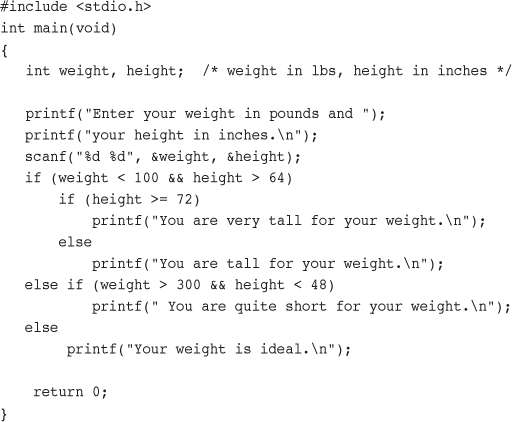 #include <stdio.h>
int main(void)
{
   int weight, height;  /* weight in lbs, height in inches */

   printf("Enter your weight in pounds and ");
   printf("your height in inches.\n");
   scanf("%d %d", &weight, &height);
   if (weight < 100 && height > 64)
       if (height >= 72)
           printf("You are very tall for your weight.\n");
       else
           printf("You are tall for your weight.\n");
   else if (weight > 300 && height < 48)
           printf(" You are quite short for your weight.\n");
   else
        printf("Your weight is ideal.\n");

    return 0;
}